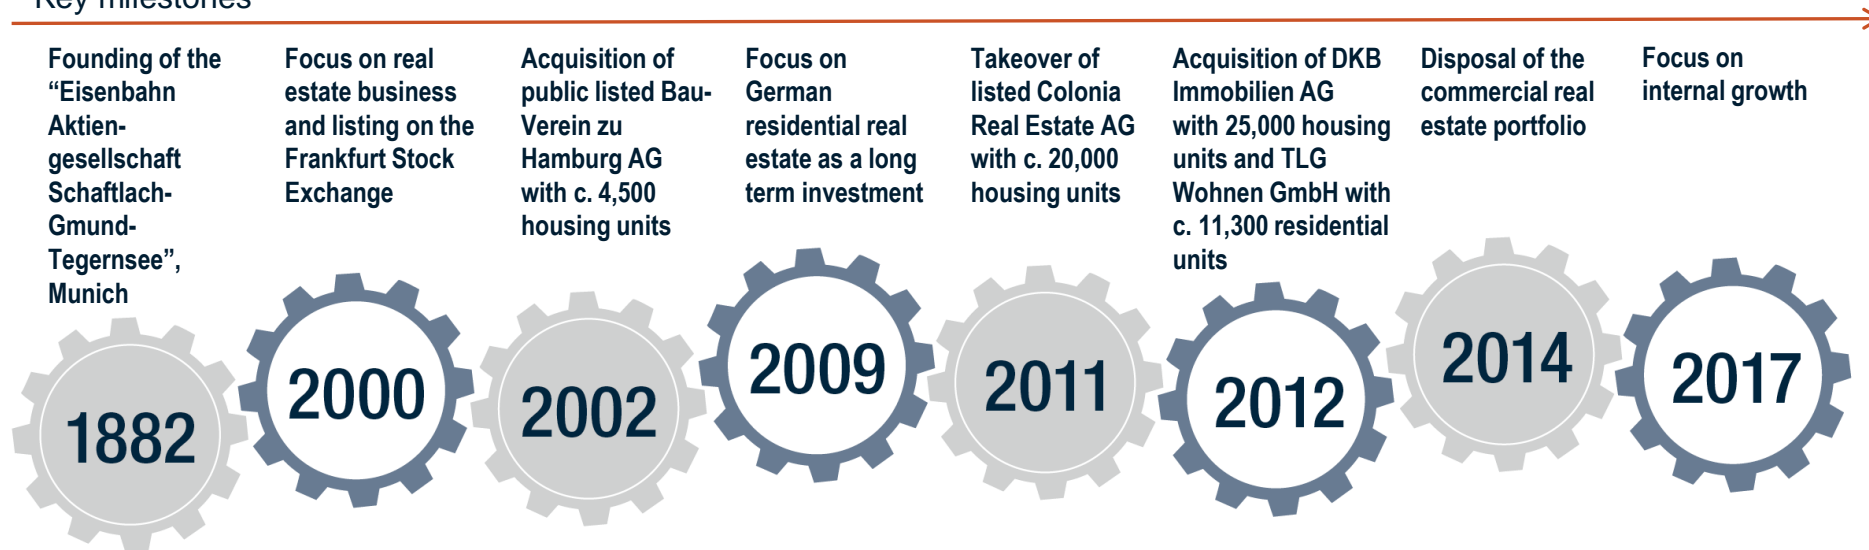 Key milestones
Founding of the
“Eisenbahn
Aktien-
gesellschaft
Schaftlach-
Gmund-
Tegernsee”,
Munich
1882
Focus on real
estate business
and listing on the
Frankfurt Stock
Exchange
2000
Acquisition of
public listed Bau-
Verein zu
Hamburg AG
with c. 4,500
housing units
2002
Focus on
German
residential real
estate as a long
term investment
2009
Takeover of
listed Colonia
Real Estate AG
with c. 20,000
housing units
2011
Acquisition of DKB
Immobilien AG
with 25,000 housing
units and TLG
Wohnen GmbH with
c. 11,300 residential
units
2012
Disposal of the
commercial real
estate portfolio
2014
Focus on
internal growth
2017